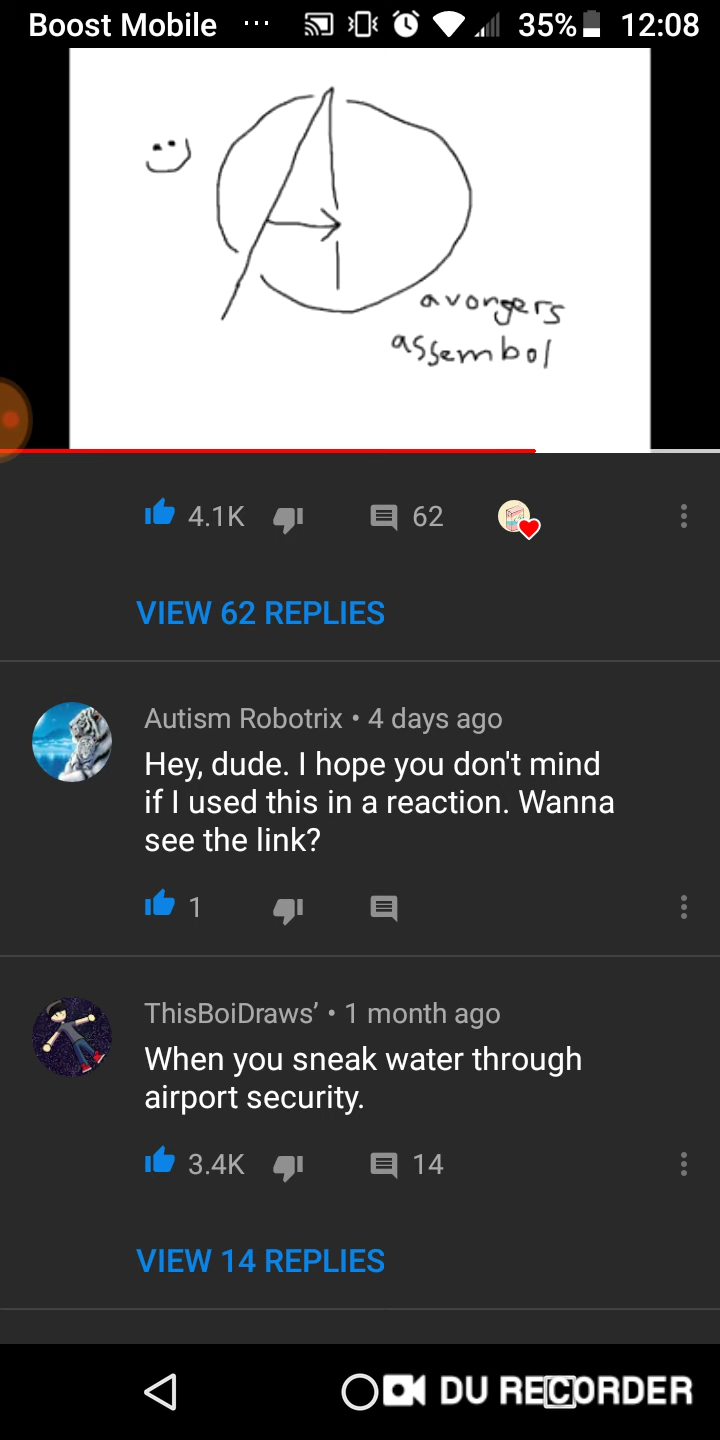 Boost Mobile ... 35% 12:08
avongers
assembol
4.1K 62
VIEW 62 REPLIES
Autism Robotrix • 4 days ago
Hey, dude. I hope you don't mind
if I used this in a reaction. Wanna
see the link?
1
ThisBoiDraws’ • 1 month ago
When you sneak water through
airport security.
3.4K 14
VIEW 14 REPLIES
DU RECORDER